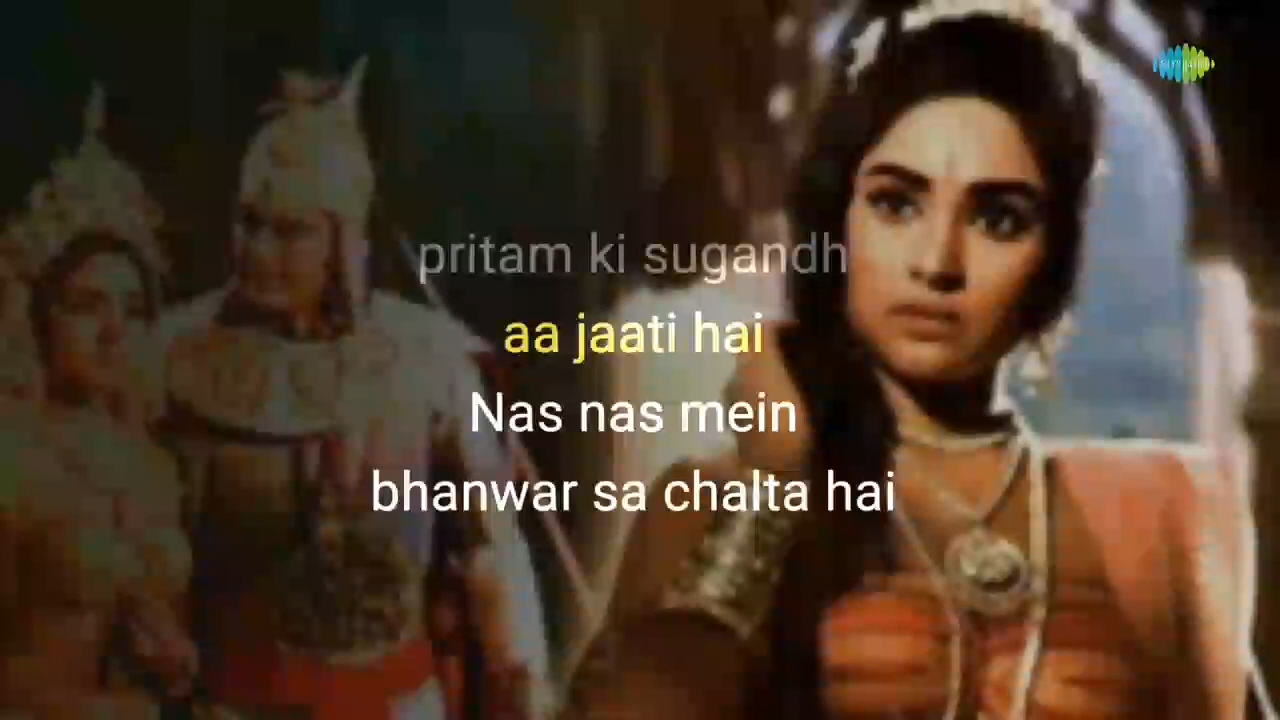 pritam ki sugandh
aa jaati hai
Nas nas mein
bhanwar sa chalta hai